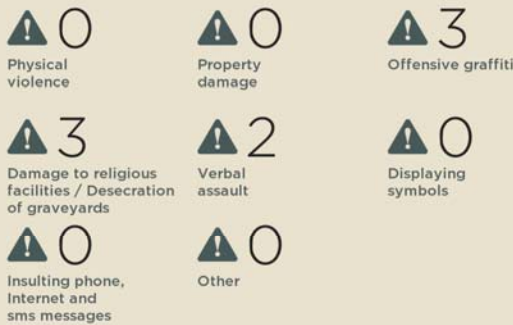 0
Physical
violence
0
Property
damage
3
Offensive graffiti
3
Damage to religious
facilities / Desecration
of graveyards
2
Verbal
assault
0
Displaying
symbols
0
Insulting phone,
Internet and
sms messages
0
Other